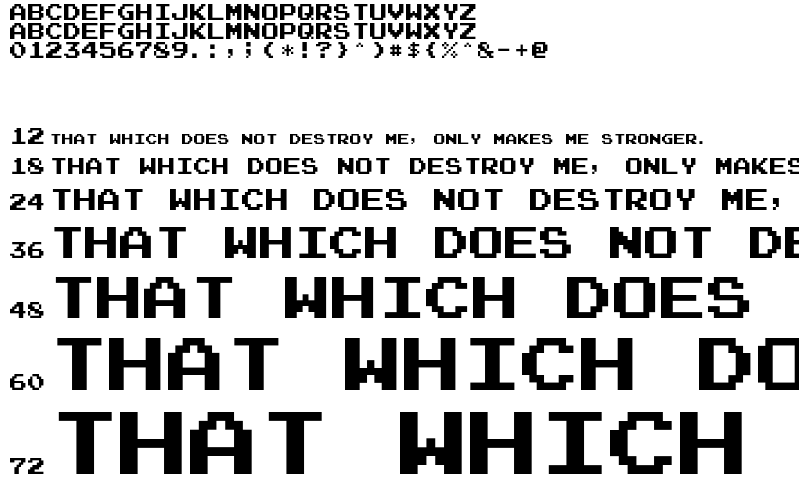 ABCDEFGHIJKLMNOPQRSTUVWXYZ
ABCDEFGHIJKLMNOPQRSTUVWXYZ
0123456789.:,;(*!?}^)#${%^&-+@
12 THAT WHICH DOES NOT DESTROY ME, ONLY MAKES ME STRONGER.
18 THAT WHICH DOES NOT DESTROY ME, ONLY MAKES
24 THAT WHICH DOES NOT DESTROY ME,
36 THAT WHICH DOES NOT DE
48 THAT WHICH DOES
60 THAT WHICH DO
72 THAT WHICH